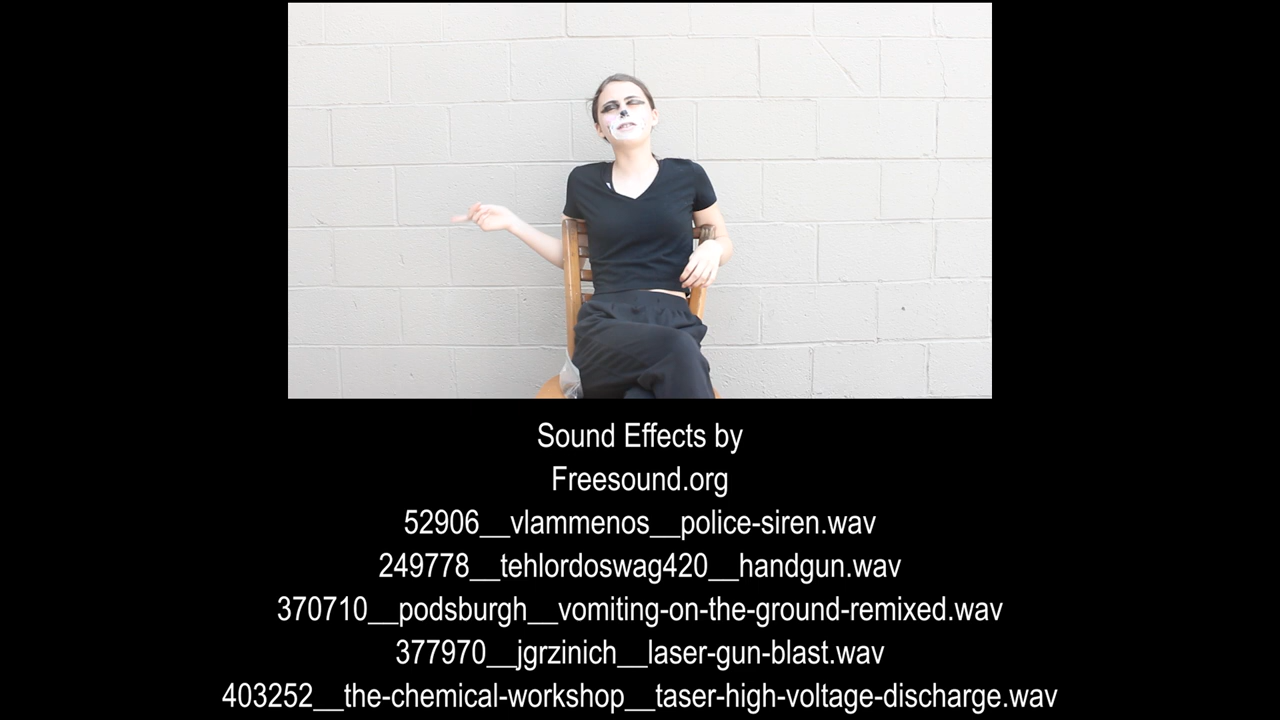 Sound Effects by
Freesound.org
52906__vlammenos__police-siren.wav
249778__tehlordoswag420__handgun.wav
370710__podsburgh__vomiting-on-the-ground-remixed.wav
377970__jgrzinich__laser-gun-blast.wav
403252__the-chemical-workshop__taser-high-voltage-discharge.wav